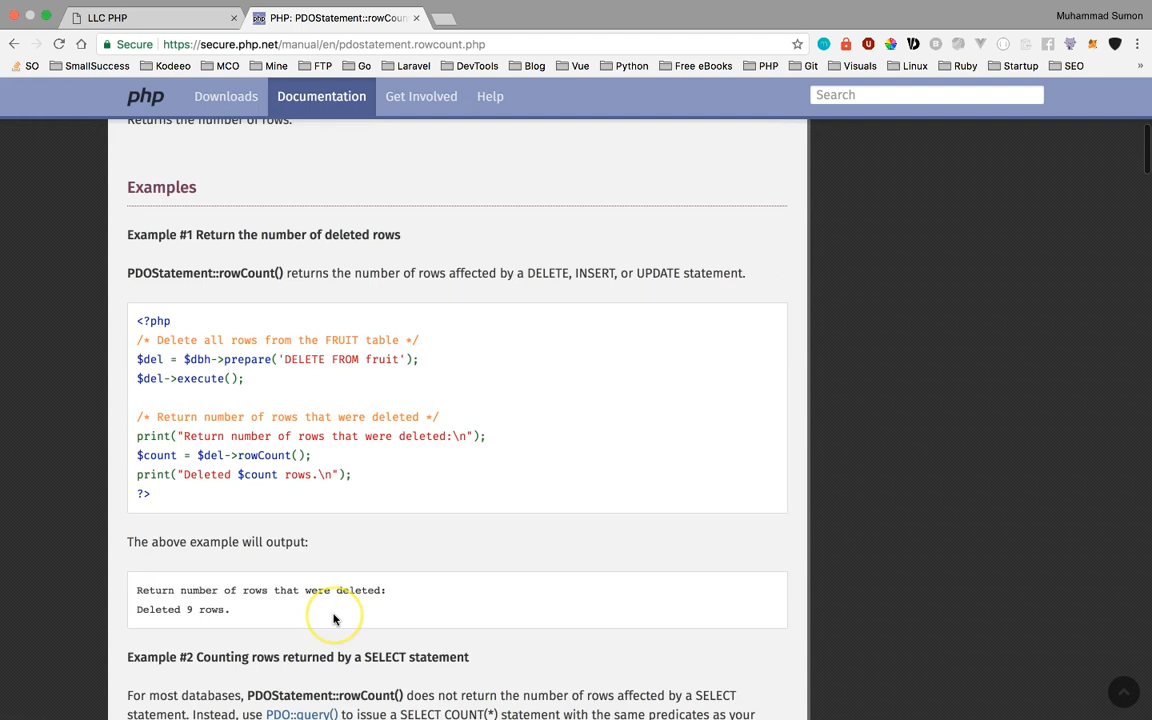 LLC PHP
php PHP: PDOStatement::rowCoun
Muhammad Sumon
Secure https://secure.php.net/manual/en/pdostatement.rowcount.php
SO SmallSuccess Kodeeo MCO Mine FTP Go Laravel DevTools Blog Vue Python Free eBooks PHP Git Visuals Linux Ruby Startup SEO »
php Downloads Documentation Get Involved Help Search
Returns the number of rows.
Examples
Example #1 Return the number of deleted rows
PDOStatement::rowCount() returns the number of rows affected by a DELETE, INSERT, or UPDATE statement.
<?php
/* Delete all rows from the FRUIT table */
$del = $dbh->prepare('DELETE FROM fruit');
$del->execute();
/* Return number of rows that were deleted */
print("Return number of rows that were deleted:\n");
$count = $del->rowCount();
print("Deleted $count rows.\n");
?>
The above example will output:
Return number of rows that were deleted:
Deleted 9 rows.
Example #2 Counting rows returned by a SELECT statement
For most databases, PDOStatement::rowCount() does not return the number of rows affected by a SELECT
statement. Instead, use PDO::query() to issue a SELECT COUNT(*) statement with the same predicates as your